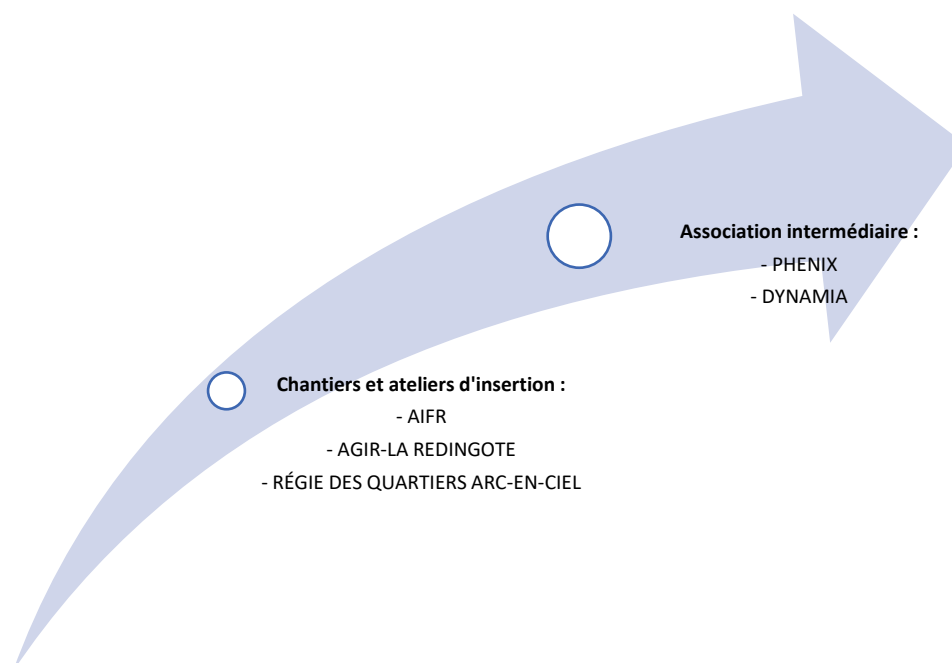 Association intermédiaire :
- PHENIX
- DYNAMIA
Chantiers et ateliers d'insertion :
- AIFR
- AGIR-LA REDINGOTE
- RÉGIE DES QUARTIERS ARC-EN-CIEL